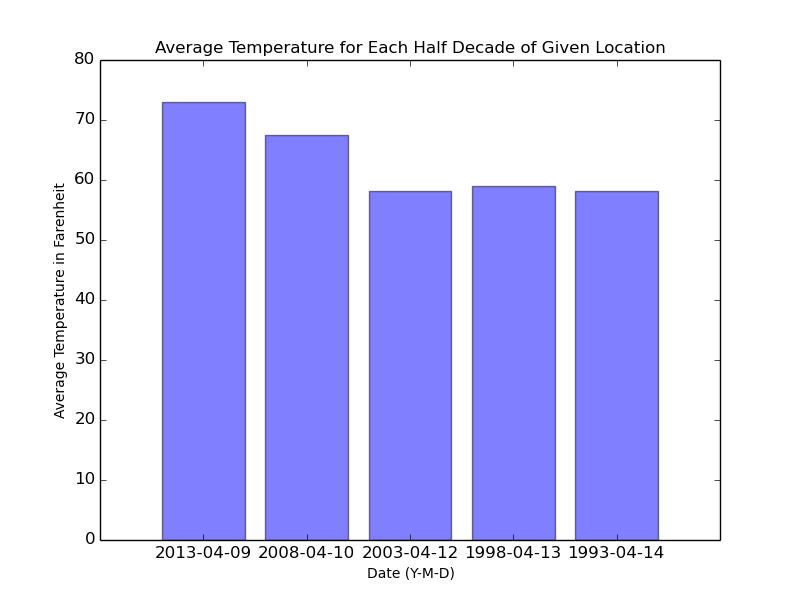 Average Temperature for Each Half Decade of Given Location
80
70
60
50
40
30
20
10
0
Average Temperature in Farenheit
2013-04-09 2008-04-10 2003-04-12 1998-04-13 1993-04-14
Date (Y-M-D)